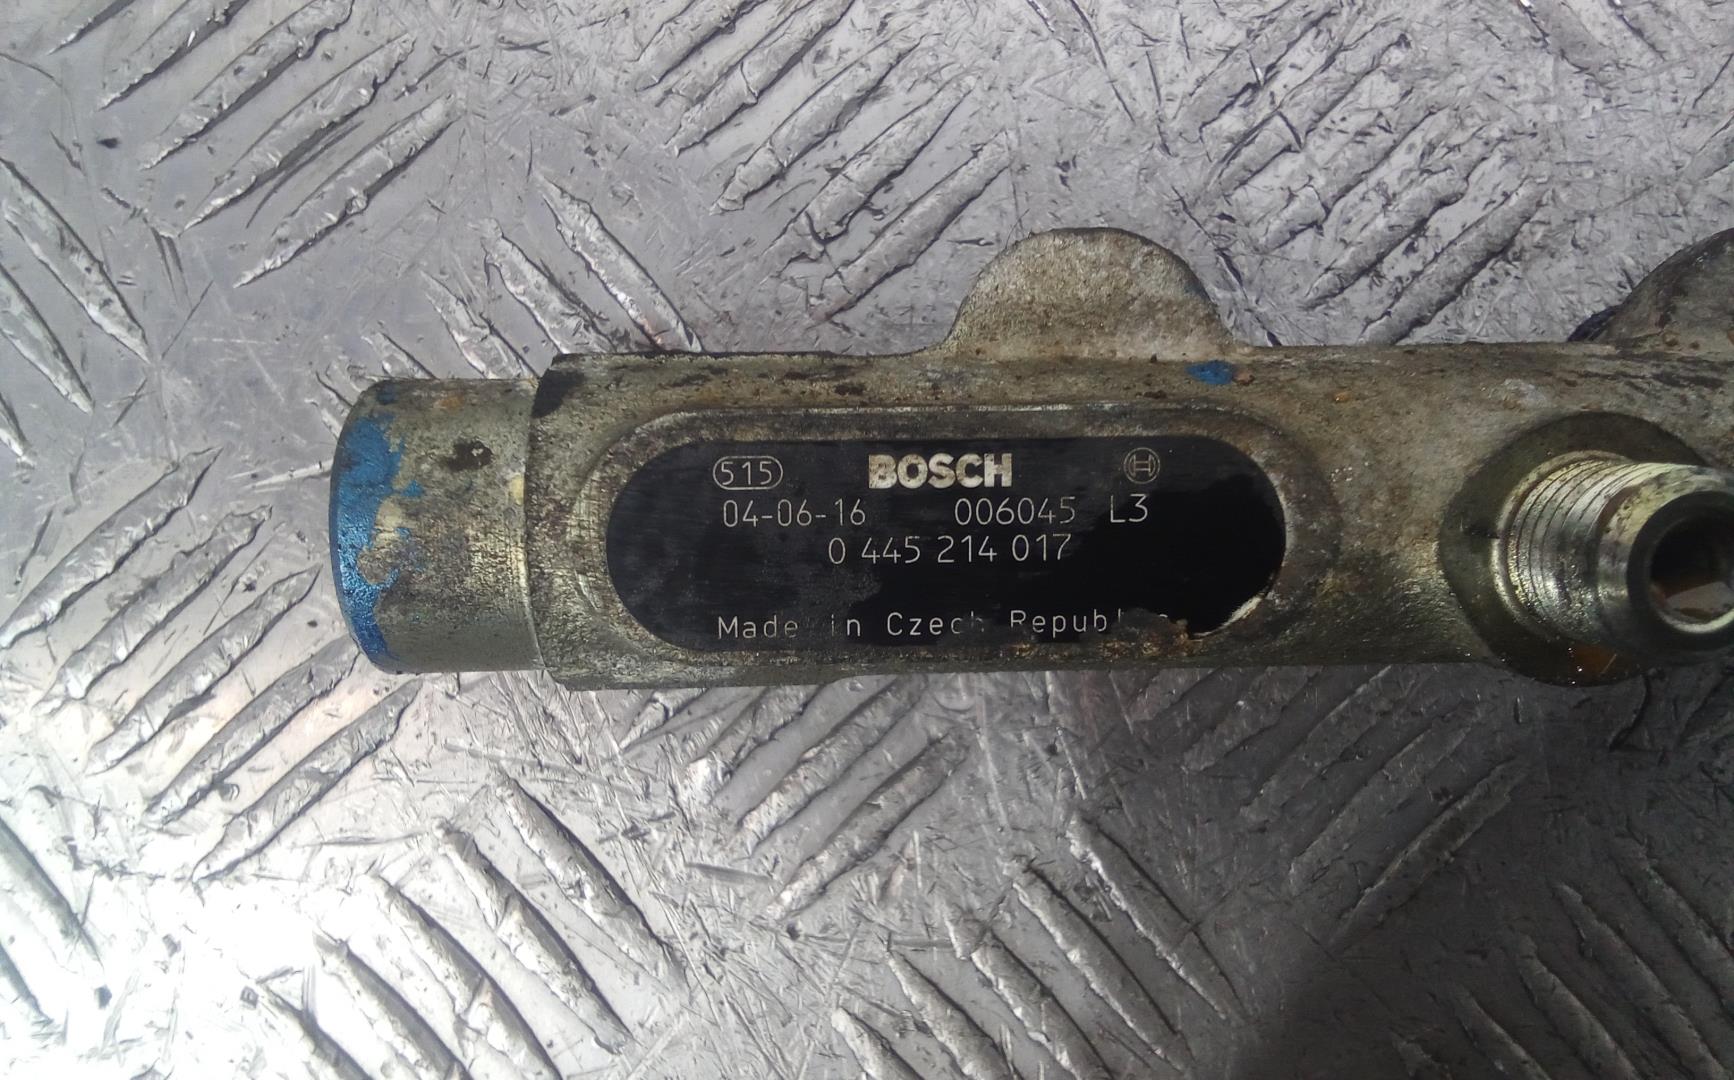 515 BOSCH
04-06-16 006045 L3
0 445 214 017
Made in Czech